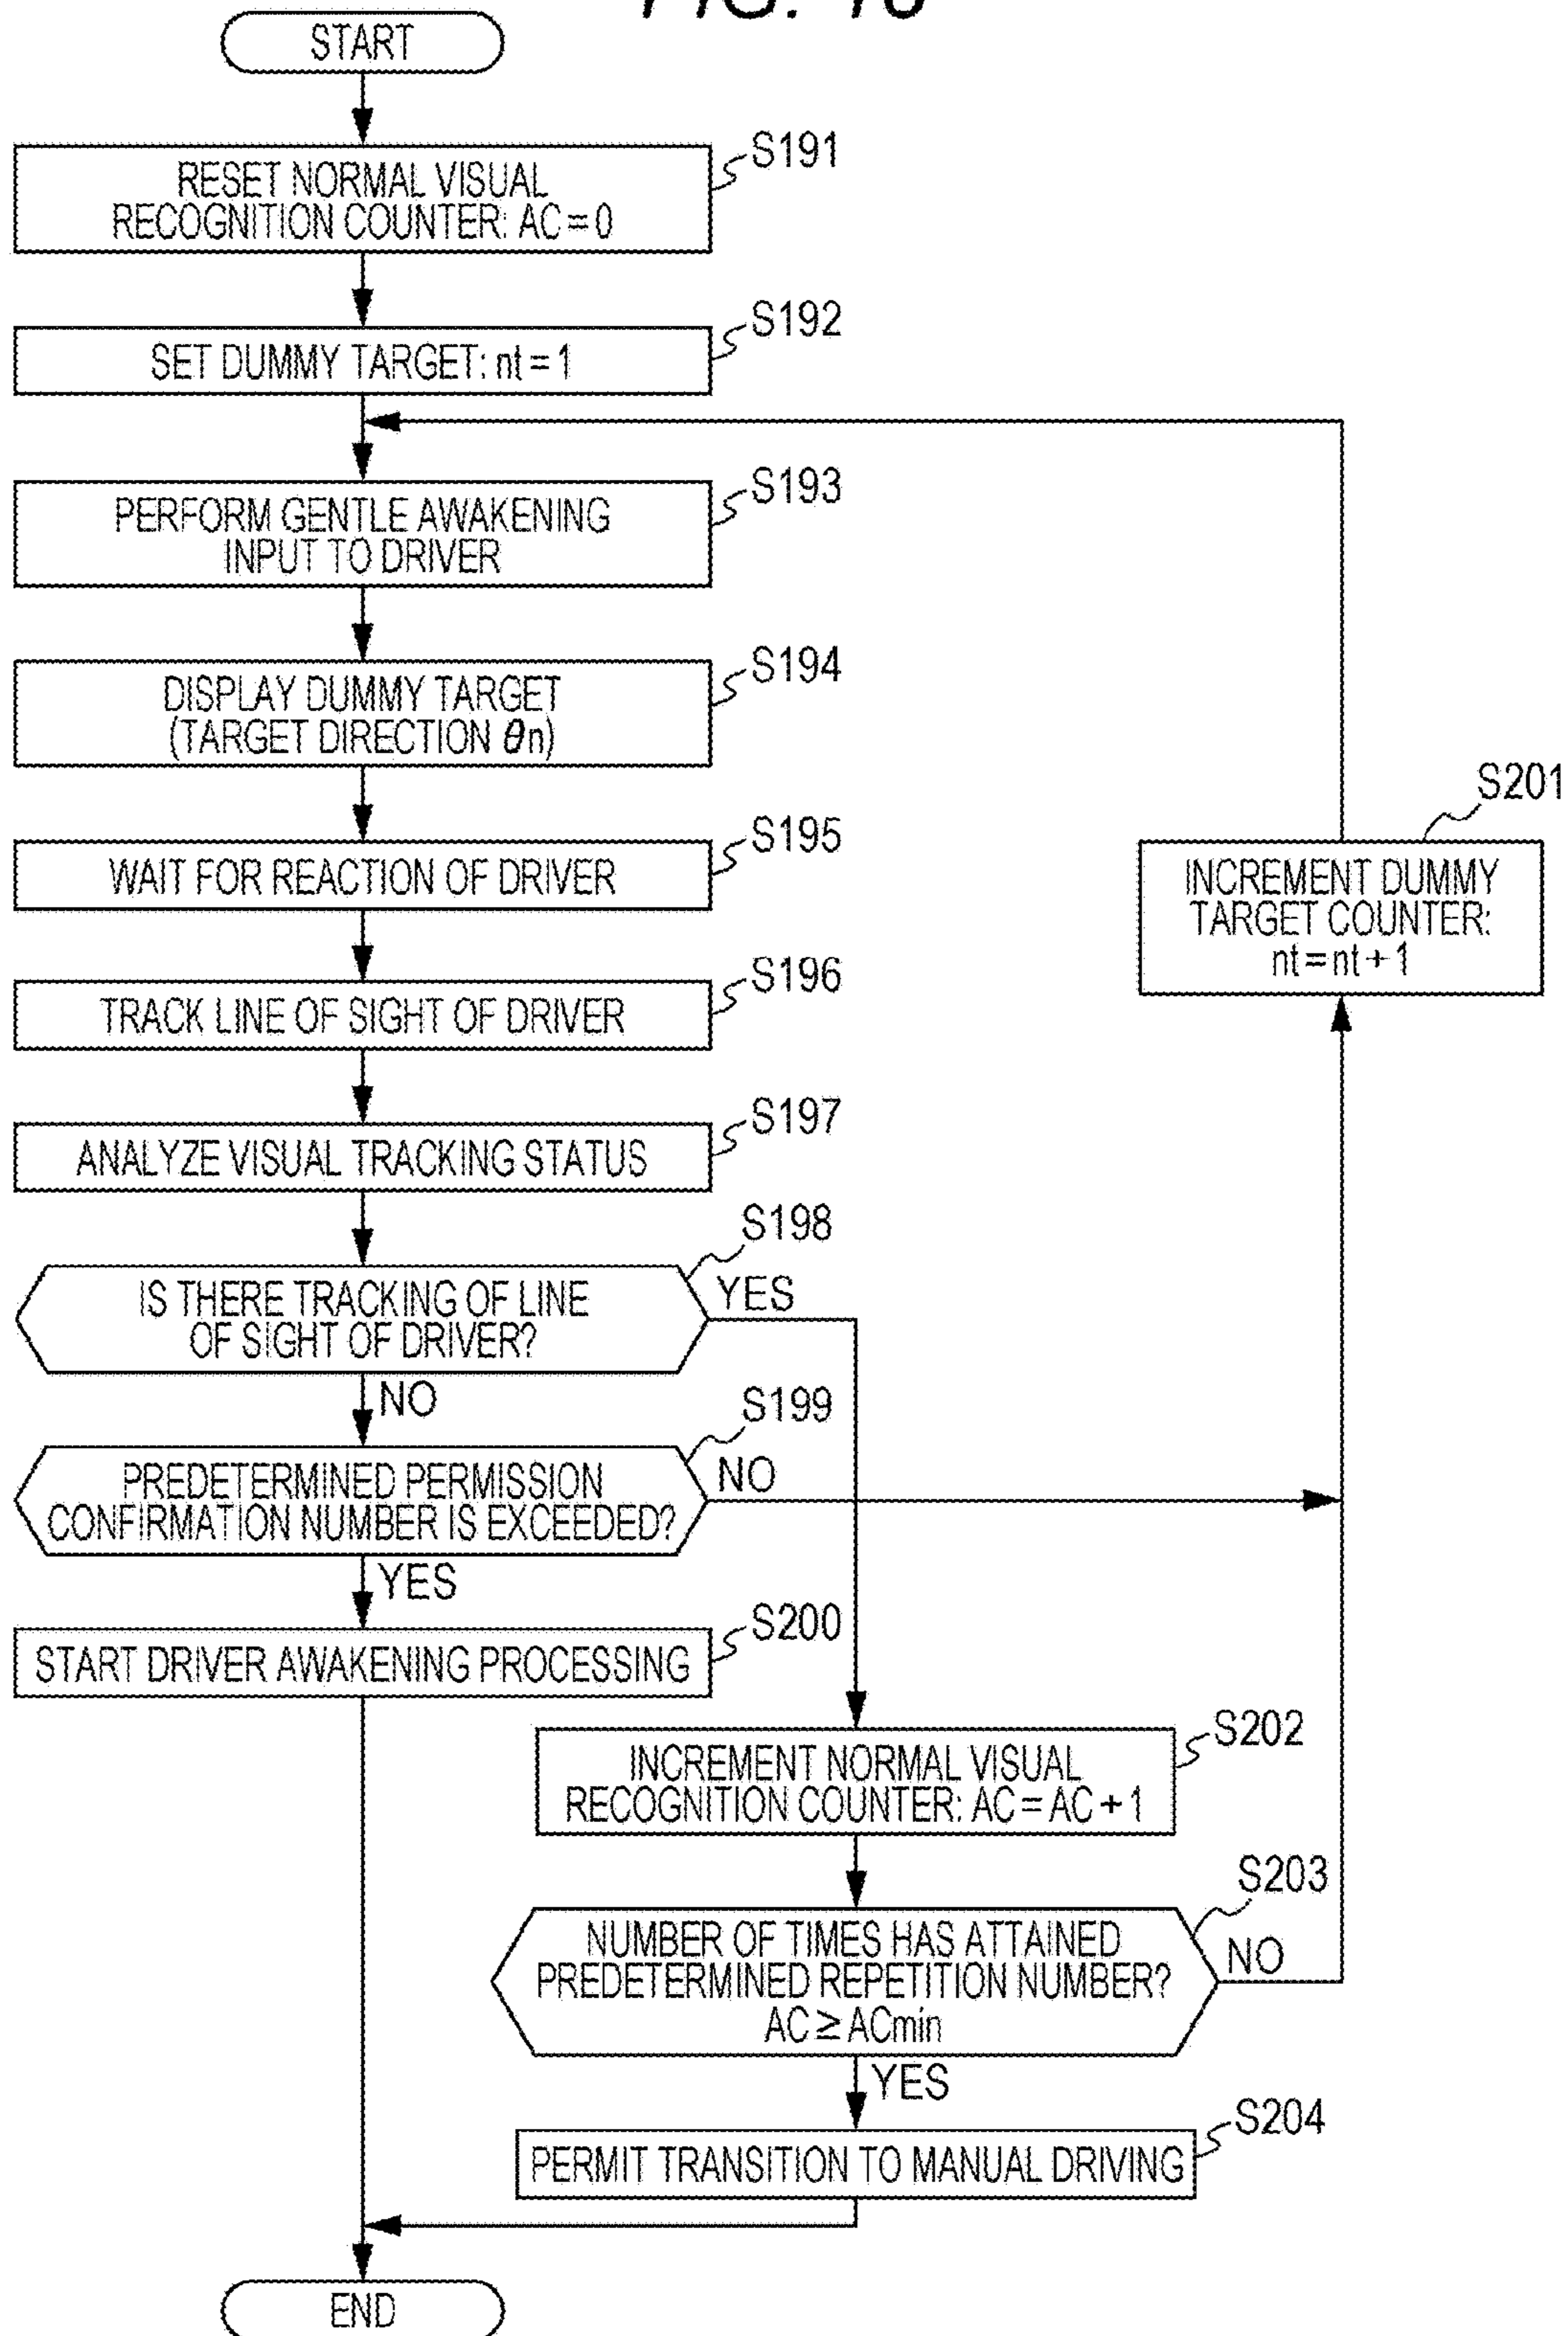 START
S191
RESET NORMAL VISUAL
RECOGNITION COUNTER: AC = 0
S192
SET DUMMY TARGET: nt = 1
S193
PERFORM GENTLE AWAKENING
INPUT TO DRIVER
S194
DISPLAY DUMMY TARGET
(TARGET DIRECTION θn)
S195
WAIT FOR REACTION OF DRIVER
S201
INCREMENT DUMMY
TARGET COUNTER:
nt = nt + 1
S196
TRACK LINE OF SIGHT OF DRIVER
S197
ANALYZE VISUAL TRACKING STATUS
S198
IS THERE TRACKING OF LINE
OF SIGHT OF DRIVER?
YES
NO
S199
PREDETERMINED PERMISSION
CONFIRMATION NUMBER IS EXCEEDED?
NO
YES
S200
START DRIVER AWAKENING PROCESSING
S202
INCREMENT NORMAL VISUAL
RECOGNITION COUNTER: AC = AC + 1
S203
NUMBER OF TIMES HAS ATTAINED
PREDETERMINED REPETITION NUMBER?
AC ≥ ACmin
NO
YES
S204
PERMIT TRANSITION TO MANUAL DRIVING
END